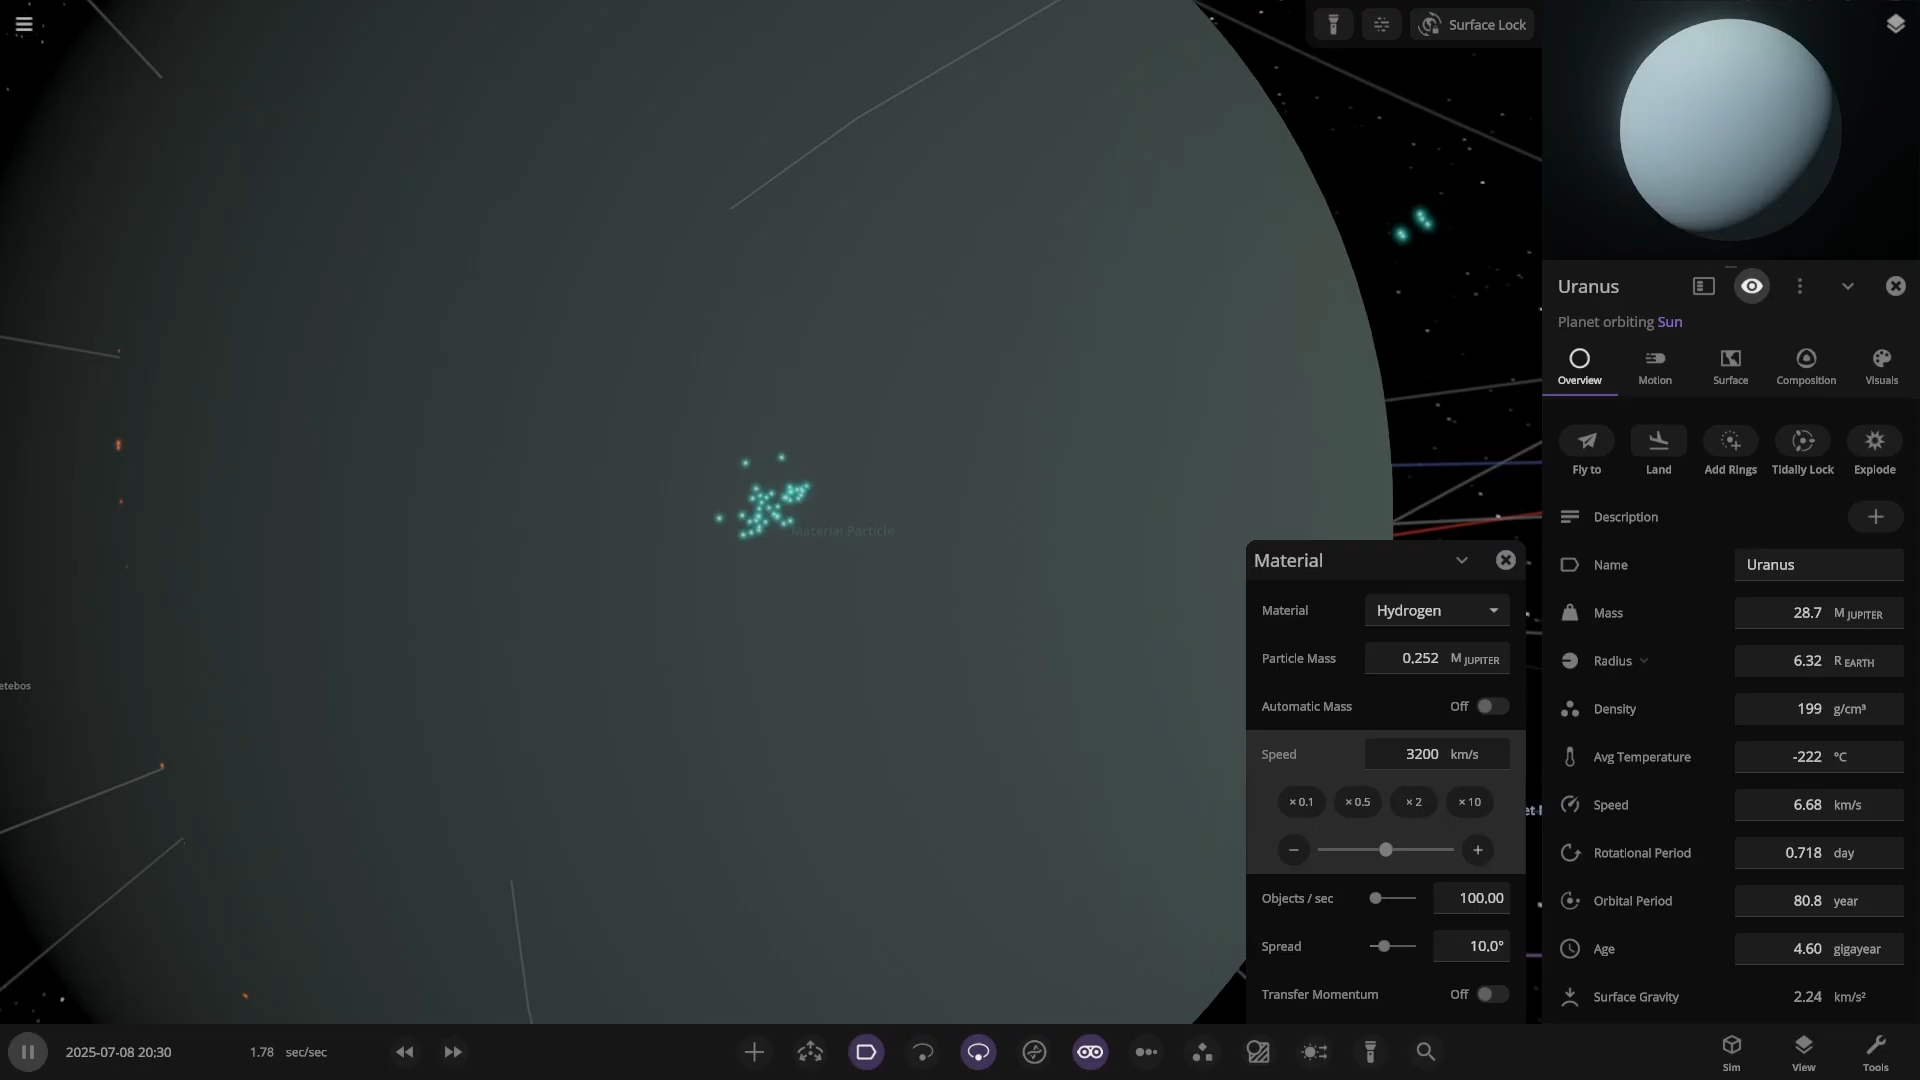 Surface Lock
Uranus
Planet orbiting Sun
Overview
Motion
Surface
Composition
Visuals
Fly to
Land
Add Rings
Tidally Lock
Explode
Description
Name
Uranus
Mass
28.7 M JUPITER
Radius
6.32 R EARTH
Density
199 g/cm³
Avg Temperature
-222 °C
Speed
6.68 km/s
Rotational Period
0.718 day
Orbital Period
80.8 year
Age
4.60 gigayear
Surface Gravity
2.24 km/s²
Material Particle
etebos
Material
Material
Hydrogen
Particle Mass
0.252 M JUPITER
Automatic Mass
Off
Speed
3200 km/s
× 0.1
× 0.5
× 2
× 10
Objects / sec
100.00
Spread
10.0°
Transfer Momentum
Off
2025-07-08 20:30
1.78 sec/sec
Sim
View
Tools